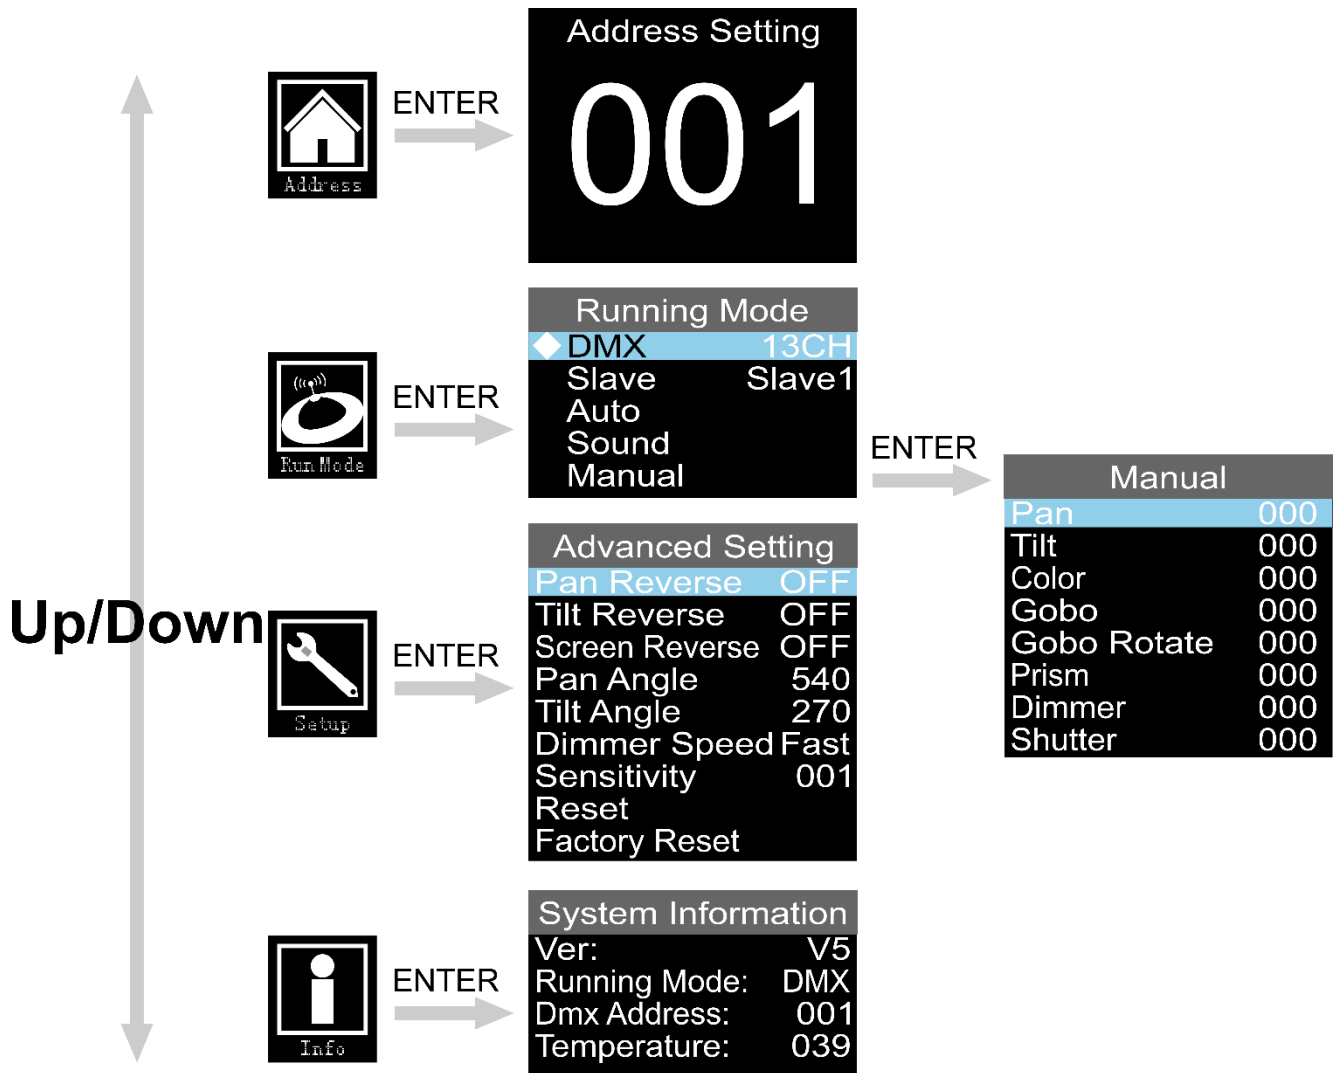 Address Setting
001
ENTER
Address
Running Mode
DMX 13CH
Slave Slave1
Auto
Sound
Manual
ENTER
Run Mode
ENTER
Manual
Pan 000
Tilt 000
Color 000
Gobo 000
Gobo Rotate 000
Prism 000
Dimmer 000
Shutter 000
Up/Down
Advanced Setting
Pan Reverse OFF
Tilt Reverse OFF
Screen Reverse OFF
Pan Angle 540
Tilt Angle 270
Dimmer Speed Fast
Sensitivity 001
Reset
Factory Reset
ENTER
Setup
System Information
Ver: V5
Running Mode: DMX
Dmx Address: 001
Temperature: 039
ENTER
Info